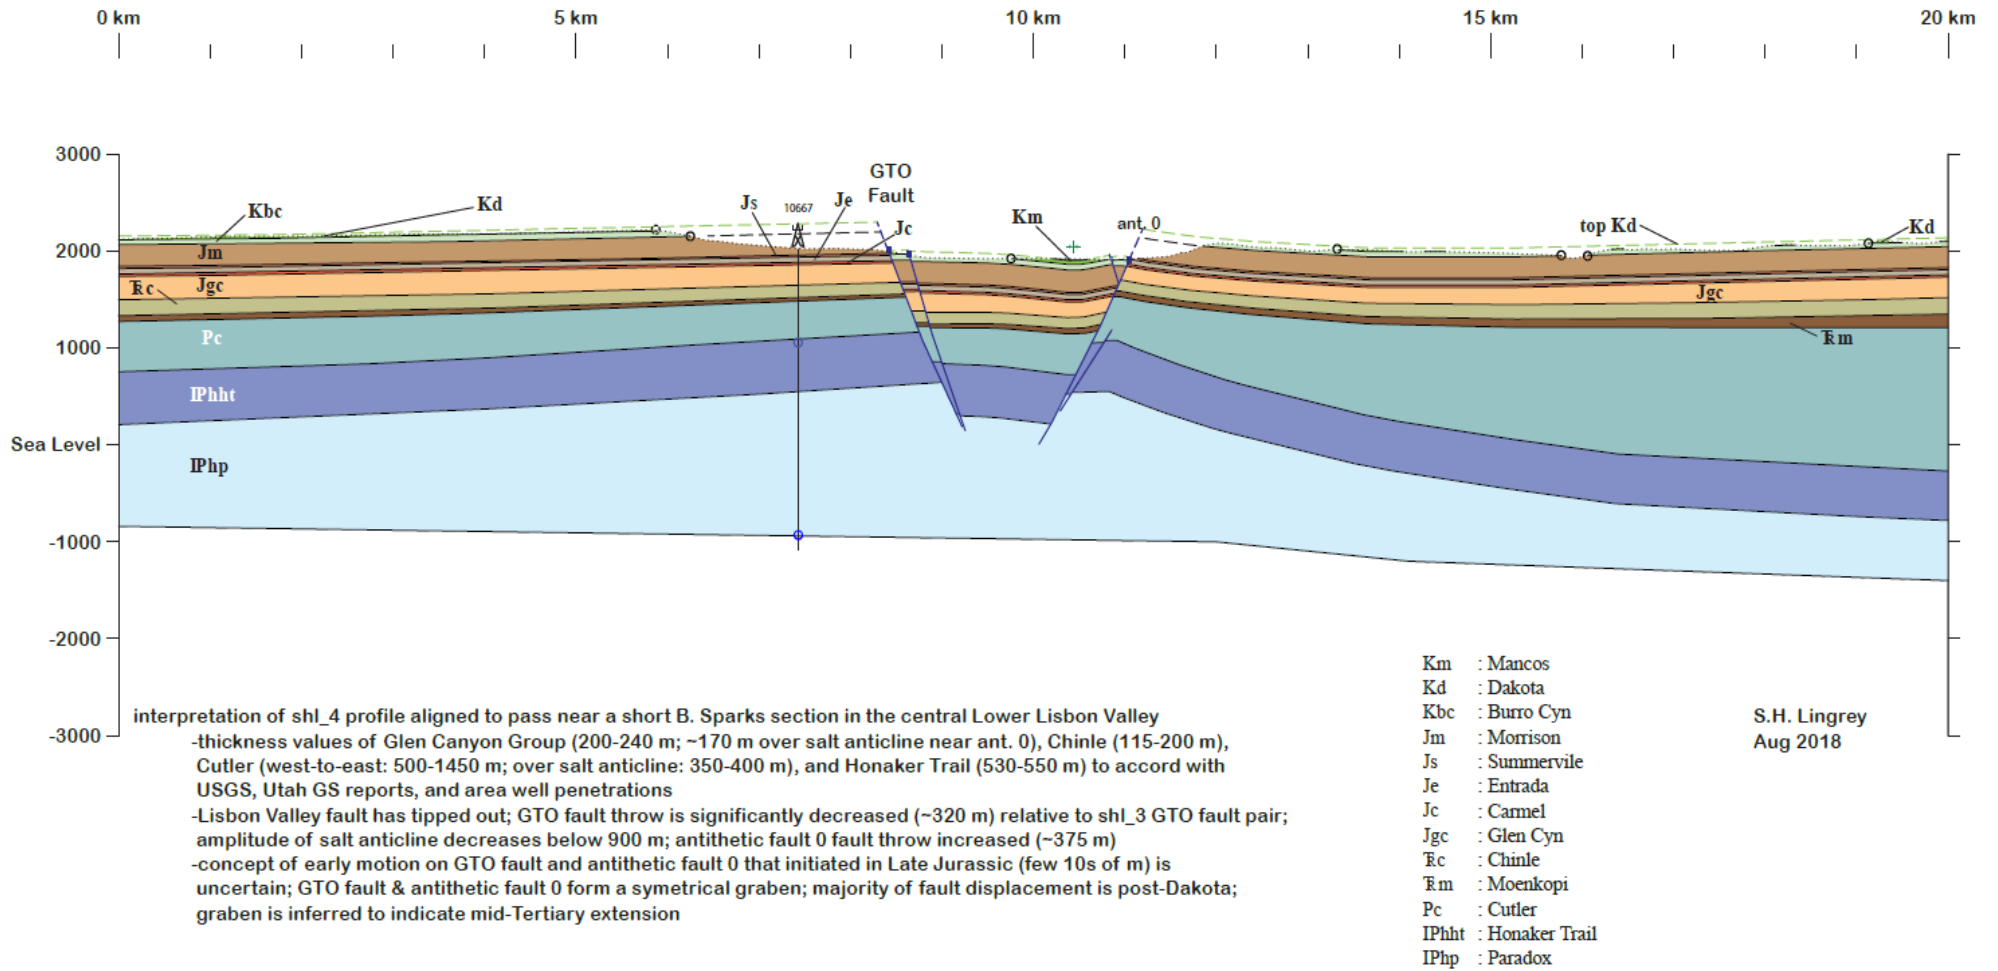 0 km 5 km 10 km 15 km 20 km
3000
2000
1000
Sea Level
-1000
-2000
-3000
GTO
Fault
Kbc
Kd
Js
10667
Je
Jc
Km
ant. 0
top Kd
Kd
Jm
Jgc
Jgc
TRc
TRm
Pc
IPhht
IPhp
interpretation of shl_4 profile aligned to pass near a short B. Sparks section in the central Lower Lisbon Valley
-thickness values of Glen Canyon Group (200-240 m; ~170 m over salt anticline near ant. 0), Chinle (115-200 m),
Cutler (west-to-east: 500-1450 m; over salt anticline: 350-400 m), and Honaker Trail (530-550 m) to accord with
USGS, Utah GS reports, and area well penetrations
-Lisbon Valley fault has tipped out; GTO fault throw is significantly decreased (~320 m) relative to shl_3 GTO fault pair;
amplitude of salt anticline decreases below 900 m; antithetic fault 0 fault throw increased (~375 m)
-concept of early motion on GTO fault and antithetic fault 0 that initiated in Late Jurassic (few 10s of m) is
uncertain; GTO fault & antithetic fault 0 form a symetrical graben; majority of fault displacement is post-Dakota;
graben is inferred to indicate mid-Tertiary extension
Km : Mancos
Kd : Dakota
Kbc : Burro Cyn
Jm : Morrison
Js : Summervile
Je : Entrada
Jc : Carmel
Jgc : Glen Cyn
TRc : Chinle
TRm : Moenkopi
Pc : Cutler
IPhht : Honaker Trail
IPhp : Paradox
S.H. Lingrey
Aug 2018